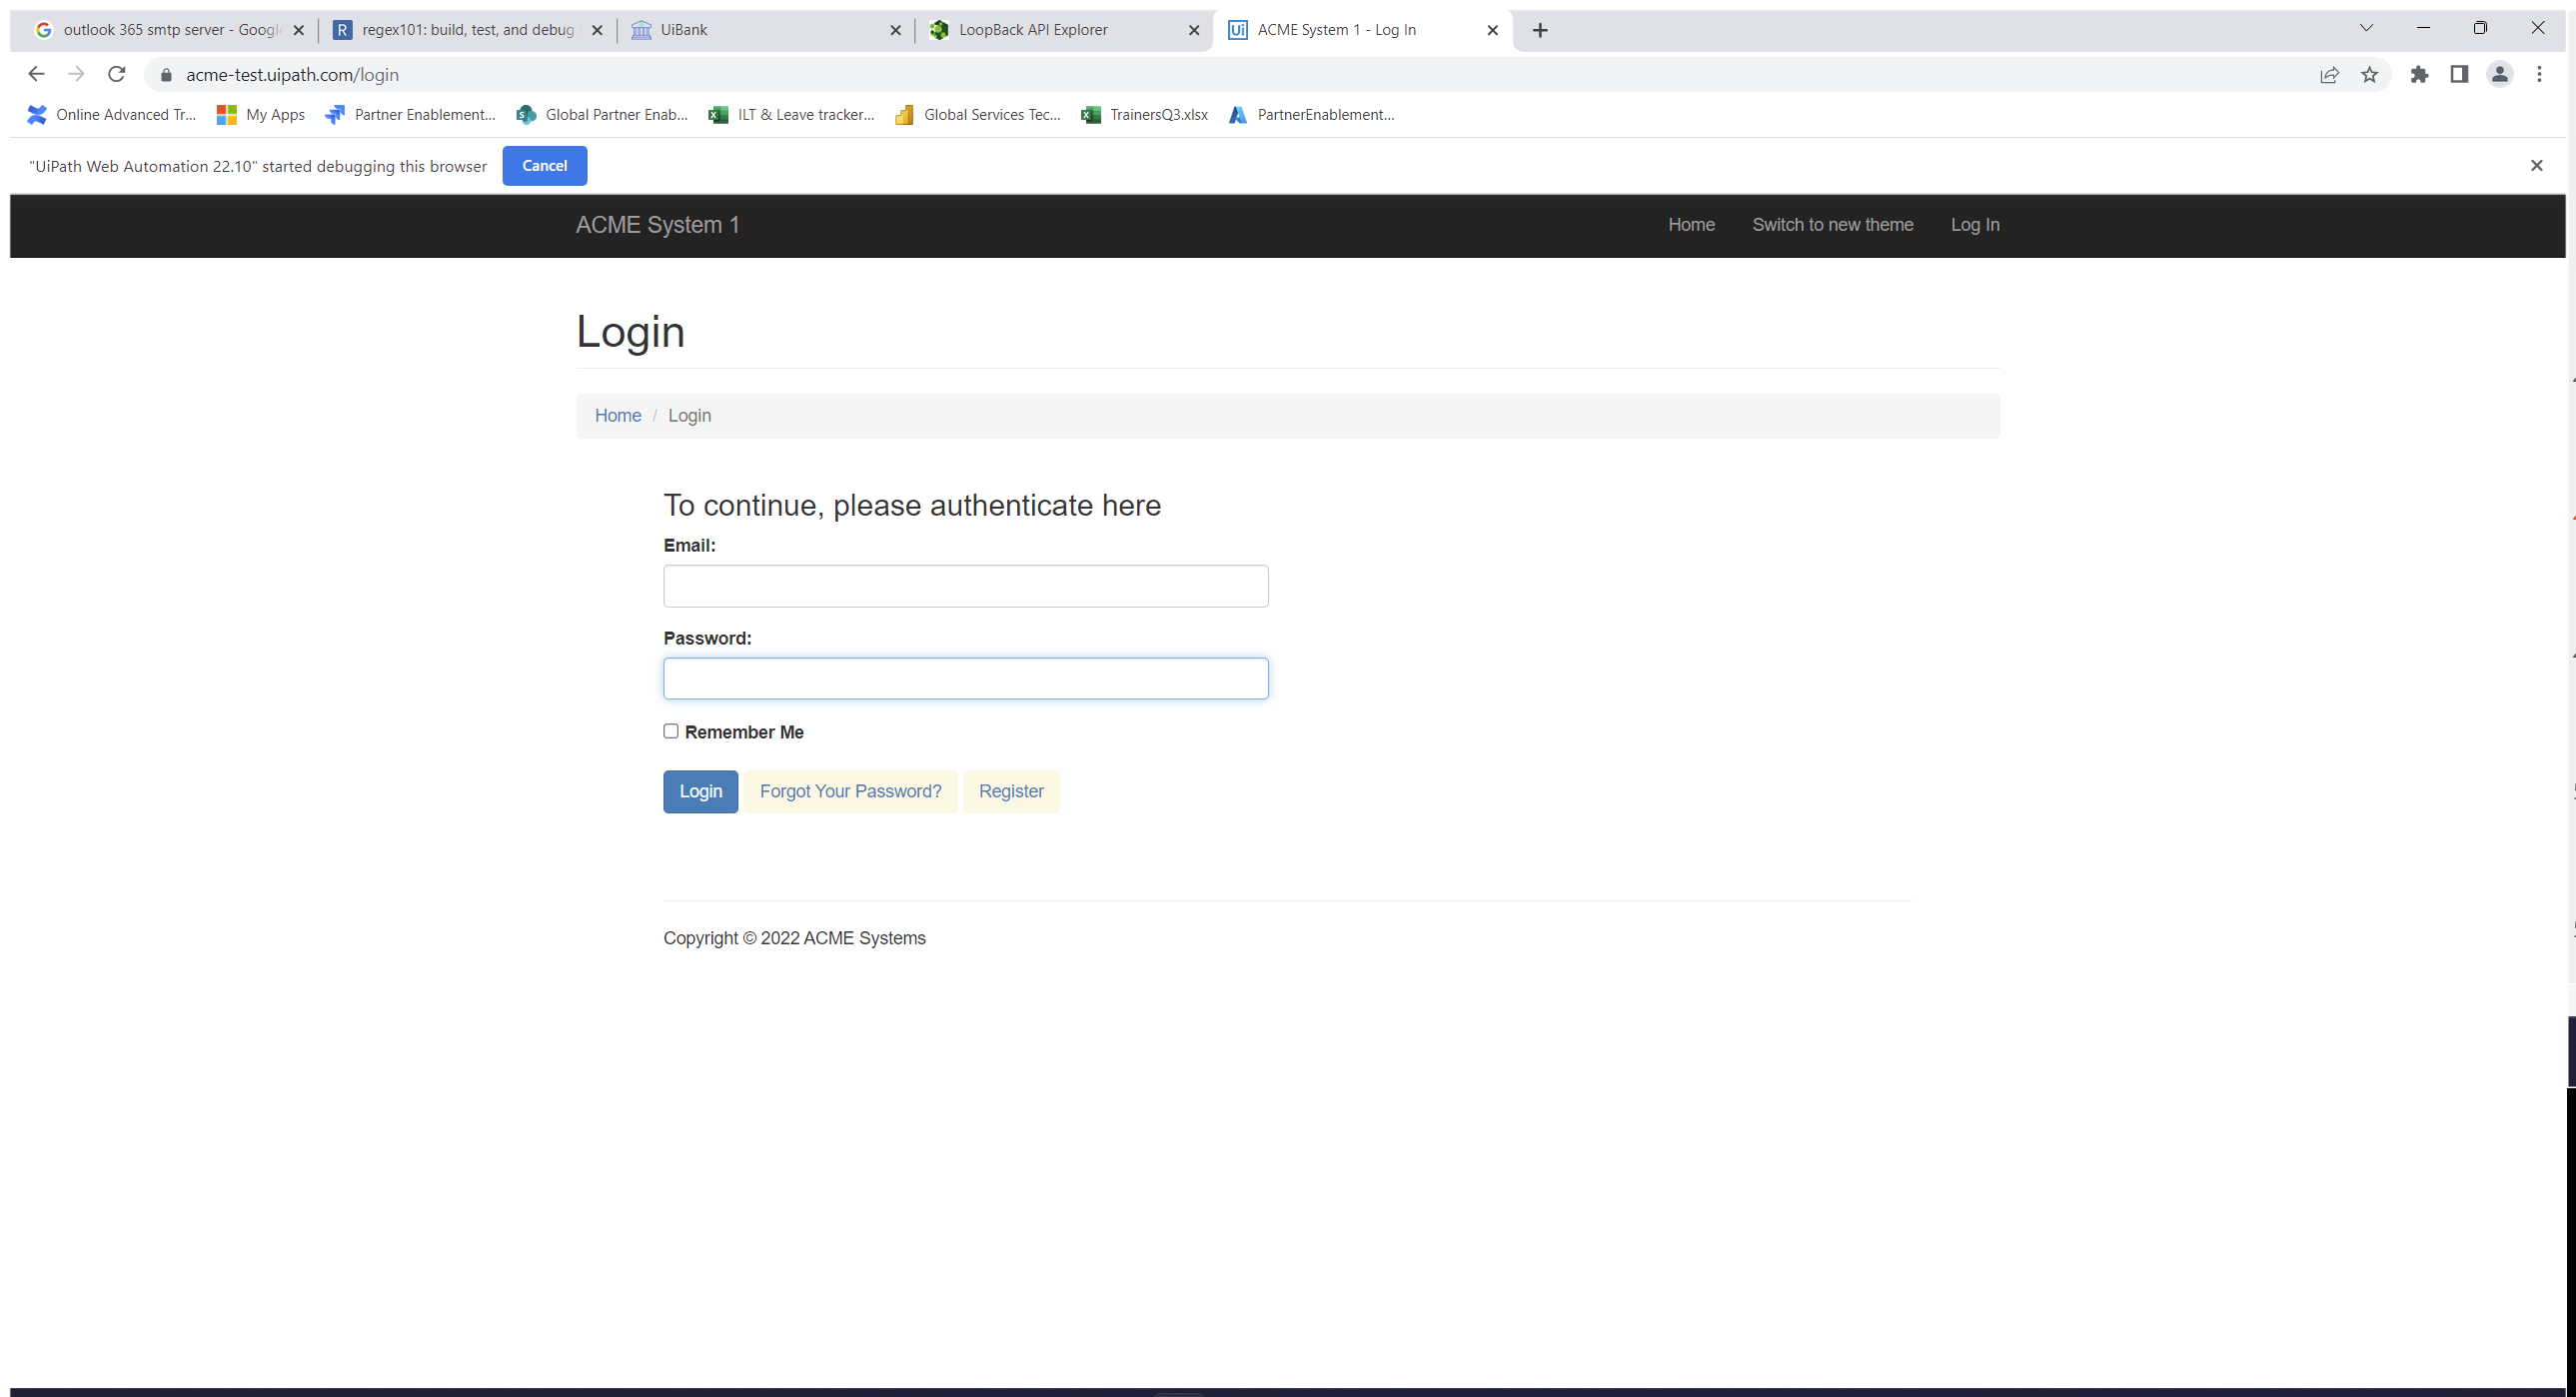 outlook 365 smtp server - Googl
regex101: build, test, and debug
UiBank
LoopBack API Explorer
Ui ACME System 1 - Log In
acme-test.uipath.com/login
Online Advanced Tr...
My Apps
Partner Enablement...
Global Partner Enab...
ILT & Leave tracker...
Global Services Tec...
TrainersQ3.xlsx
PartnerEnablement...
"UiPath Web Automation 22.10" started debugging this browser
Cancel
ACME System 1
Home
Switch to new theme
Log In
Login
Home / Login
To continue, please authenticate here
Email:
Password:
Remember Me
Login
Forgot Your Password?
Register
Copyright © 2022 ACME Systems